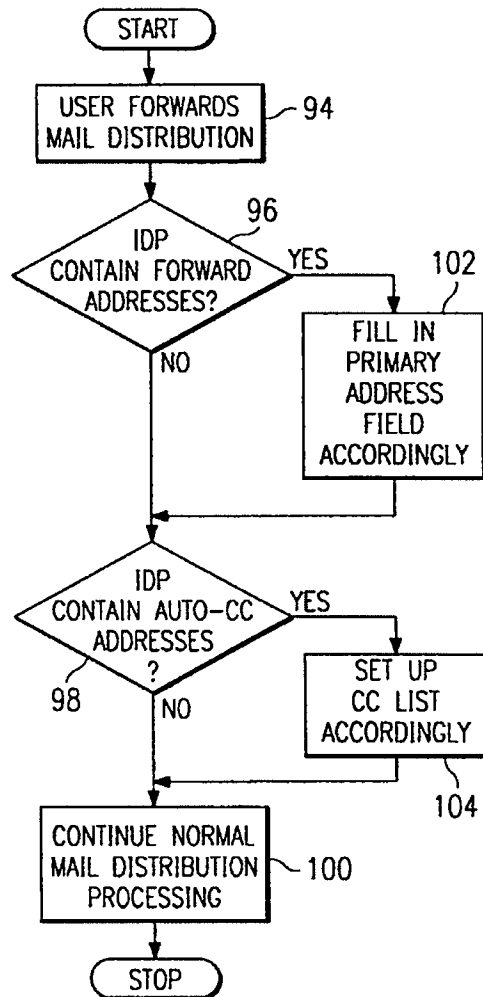 START
USER FORWARDS
MAIL DISTRIBUTION
94
96
IDP
CONTAIN FORWARD
ADDRESSES?
YES
NO
102
FILL IN
PRIMARY
ADDRESS
FIELD
ACCORDINGLY
IDP
CONTAIN AUTO-CC
ADDRESSES
?
YES
98
NO
SET UP
CC LIST
ACCORDINGLY
104
CONTINUE NORMAL
MAIL DISTRIBUTION
PROCESSING
100
STOP